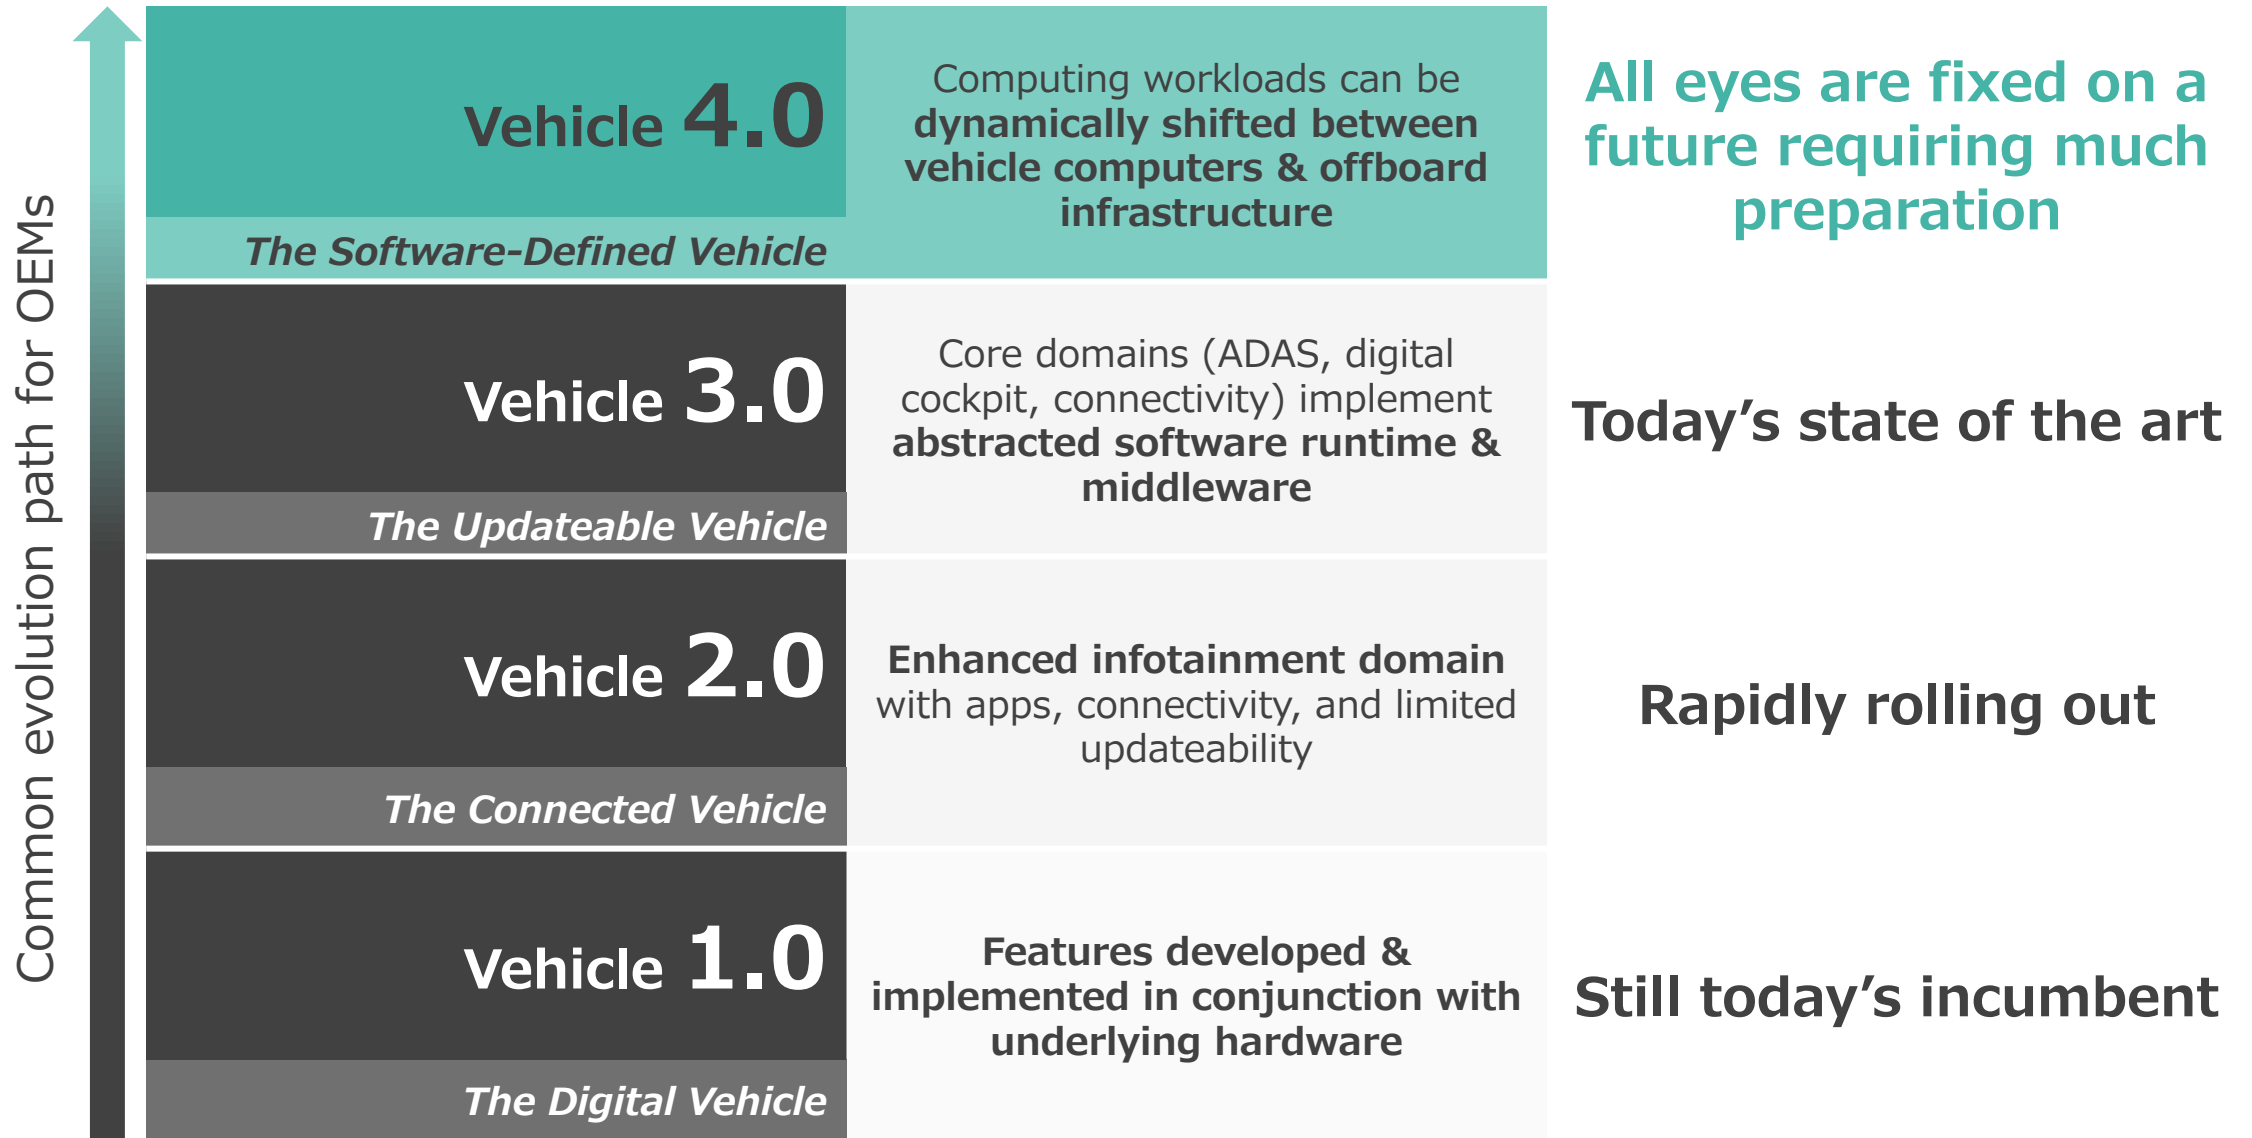 Common evolution path for OEMs
Vehicle 4.0
The Software-Defined Vehicle
Computing workloads can be
dynamically shifted between
vehicle computers & offboard
infrastructure
All eyes are fixed on a
future requiring much
preparation
Vehicle 3.0
The Updateable Vehicle
Core domains (ADAS, digital
cockpit, connectivity) implement
abstracted software runtime &
middleware
Today’s state of the art
Vehicle 2.0
The Connected Vehicle
Enhanced infotainment domain
with apps, connectivity, and limited
updateability
Rapidly rolling out
Vehicle 1.0
The Digital Vehicle
Features developed &
implemented in conjunction with
underlying hardware
Still today’s incumbent